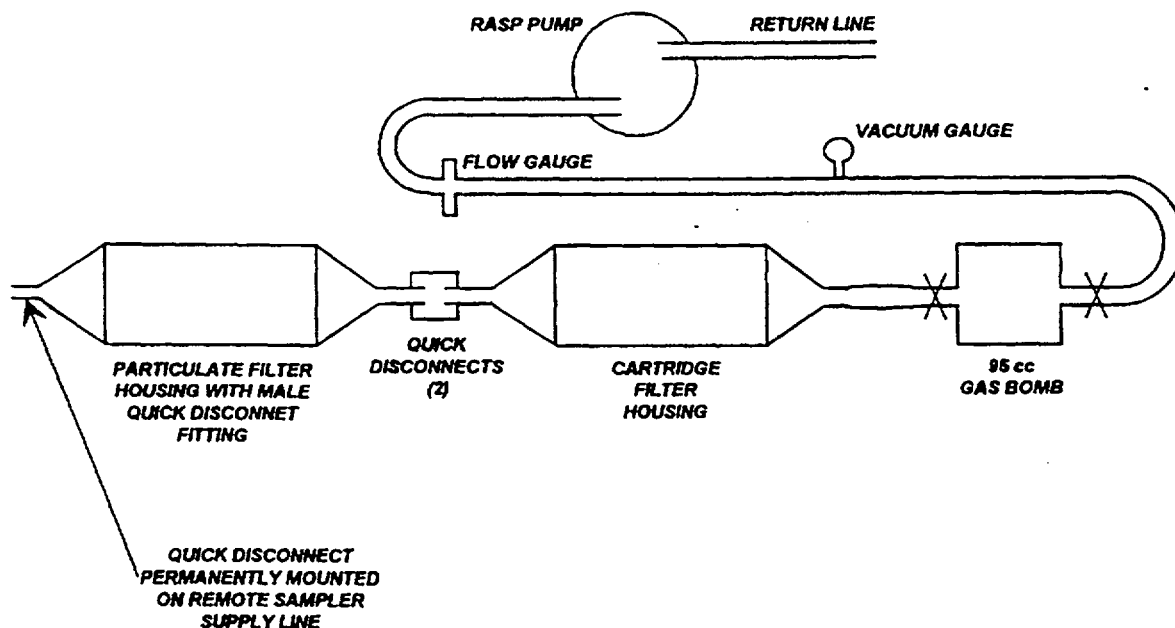 RASP PUMP
RETURN LINE
VACUUM GAUGE
FLOW GAUGE
PARTICULATE FILTER
HOUSING WITH MALE
QUICK DISCONNET
FITTING
QUICK
DISCONNECTS
(2)
CARTRIDGE
FILTER
HOUSING
95 cc
GAS BOMB
QUICK DISCONNECT
PERMANENTLY MOUNTED
ON REMOTE SAMPLER
SUPPLY LINE